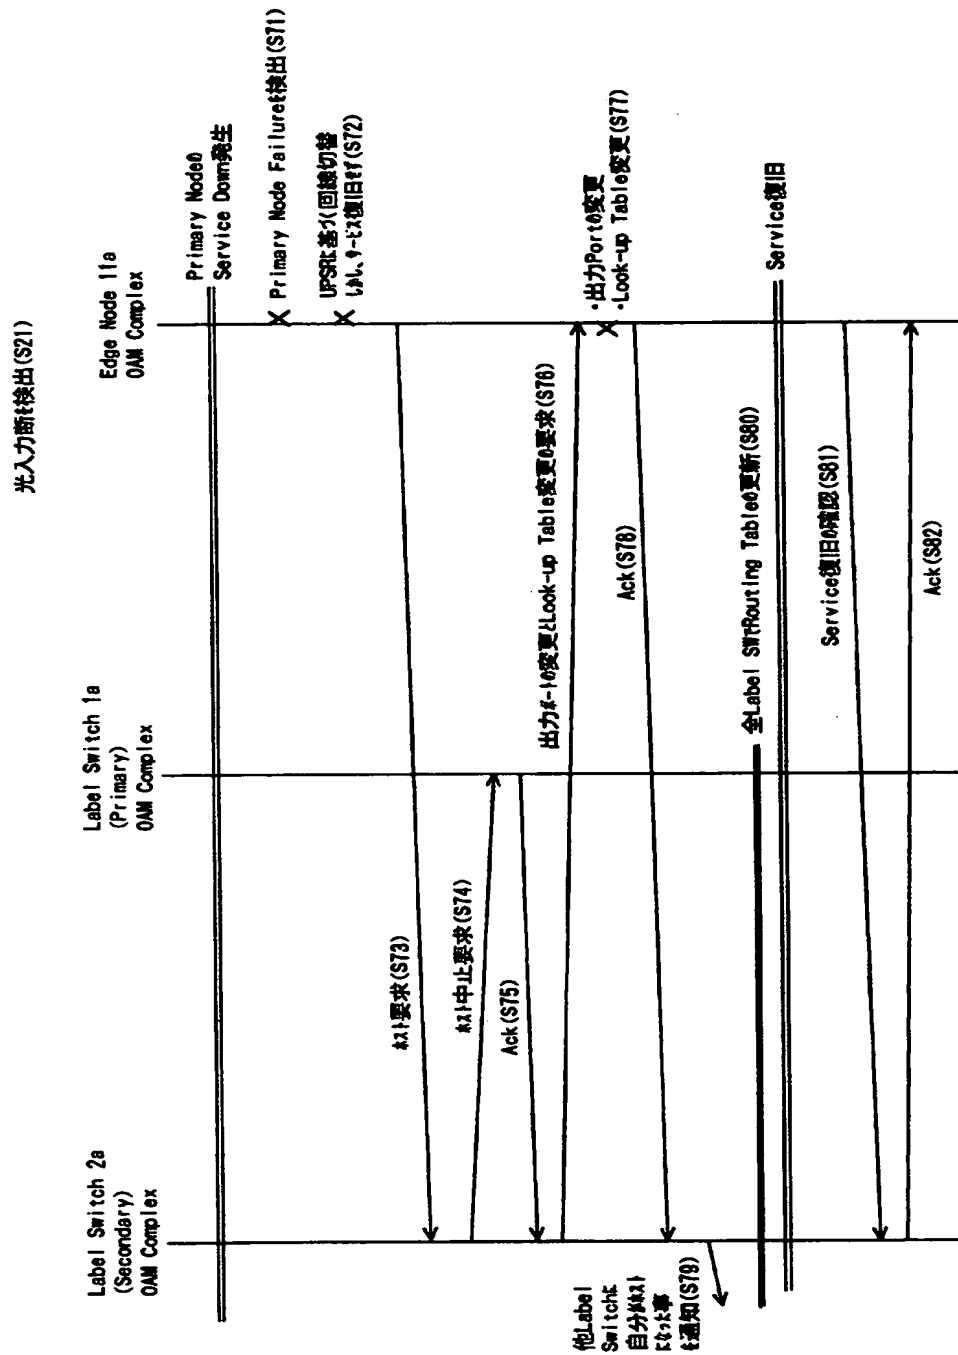 光入力断を検出(S21)
Label Switch 2a
(Secondary)
OAM Complex
Label Switch 1a
(Primary)
OAM Complex
Edge Node 11a
OAM Complex
Primary Nodeの
Service Down発生
Primary Node Failureを検出(S71)
UPSRに基づく回線切替
しかし、サービス復旧せず(S72)
ホスト要求(S73)
ホスト中止要求(S74)
Ack(S75)
出力ポートの変更とLook-up Table変更の要求(S76)
・出力Portの変更
・Look-up Table変更(S77)
Ack(S78)
他Label
Switchに
自分がホスト
になった事
を通知(S79)
全Label SWでRouting Tableの更新(S80)
Service復旧
Service復旧の確認(S81)
Ack(S82)